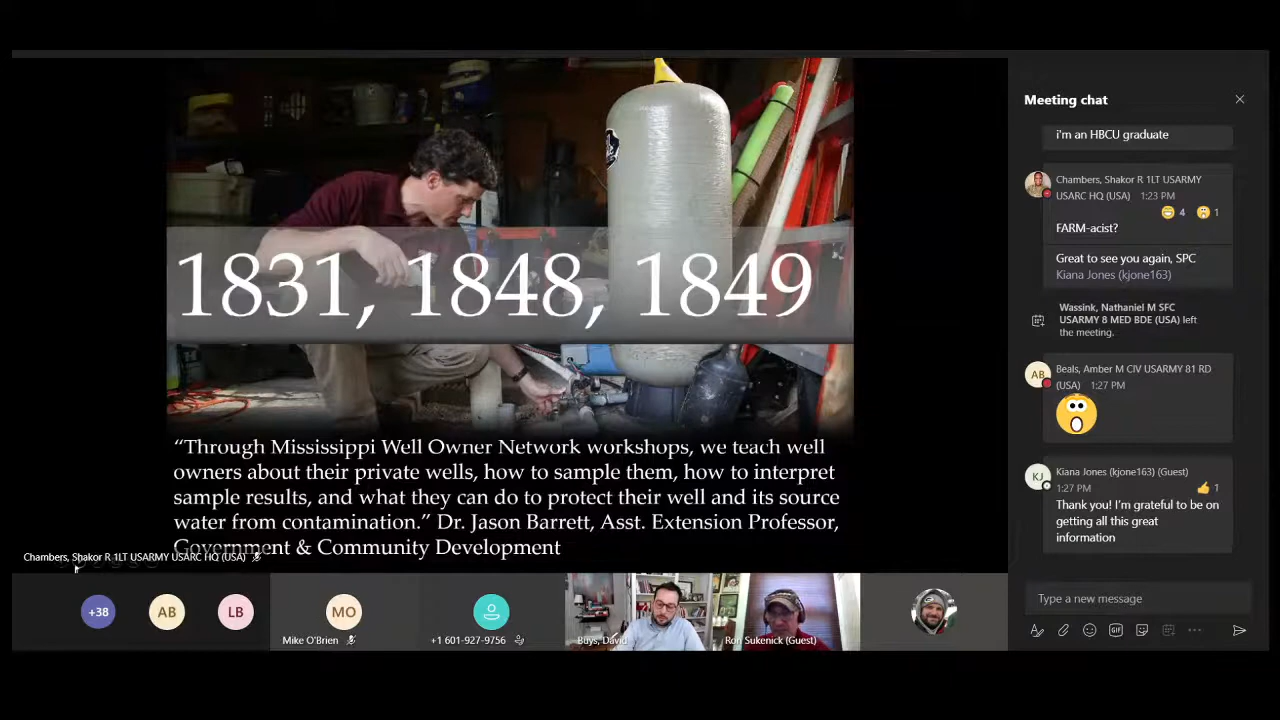 1831, 1848, 1849
“Through Mississippi Well Owner Network workshops, we teach well
owners about their private wells, how to sample them, how to interpret
sample results, and what they can do to protect their well and its source
water from contamination.” Dr. Jason Barrett, Asst. Extension Professor,
Government & Community Development
Chambers, Shakor R 1LT USARMY USARC HQ (USA)
+38
AB
LB
MO
Mike O'Brien
+1 601-927-9756
Buys, David
Ron Sukenick (Guest)
Meeting chat
i'm an HBCU graduate
Chambers, Shakor R 1LT USARMY
USARC HQ (USA) 1:23 PM
4 1
FARM-acist?
Great to see you again, SPC
Kiana Jones (kjone163)
Wassink, Nathaniel M SFC
USARMY 8 MED BDE (USA) left
the meeting.
AB
Beals, Amber M CIV USARMY 81 RD
(USA) 1:27 PM
KJ
Kiana Jones (kjone163) (Guest)
1:27 PM 1
Thank you! I'm grateful to be on
getting all this great
information
Type a new message
GIF